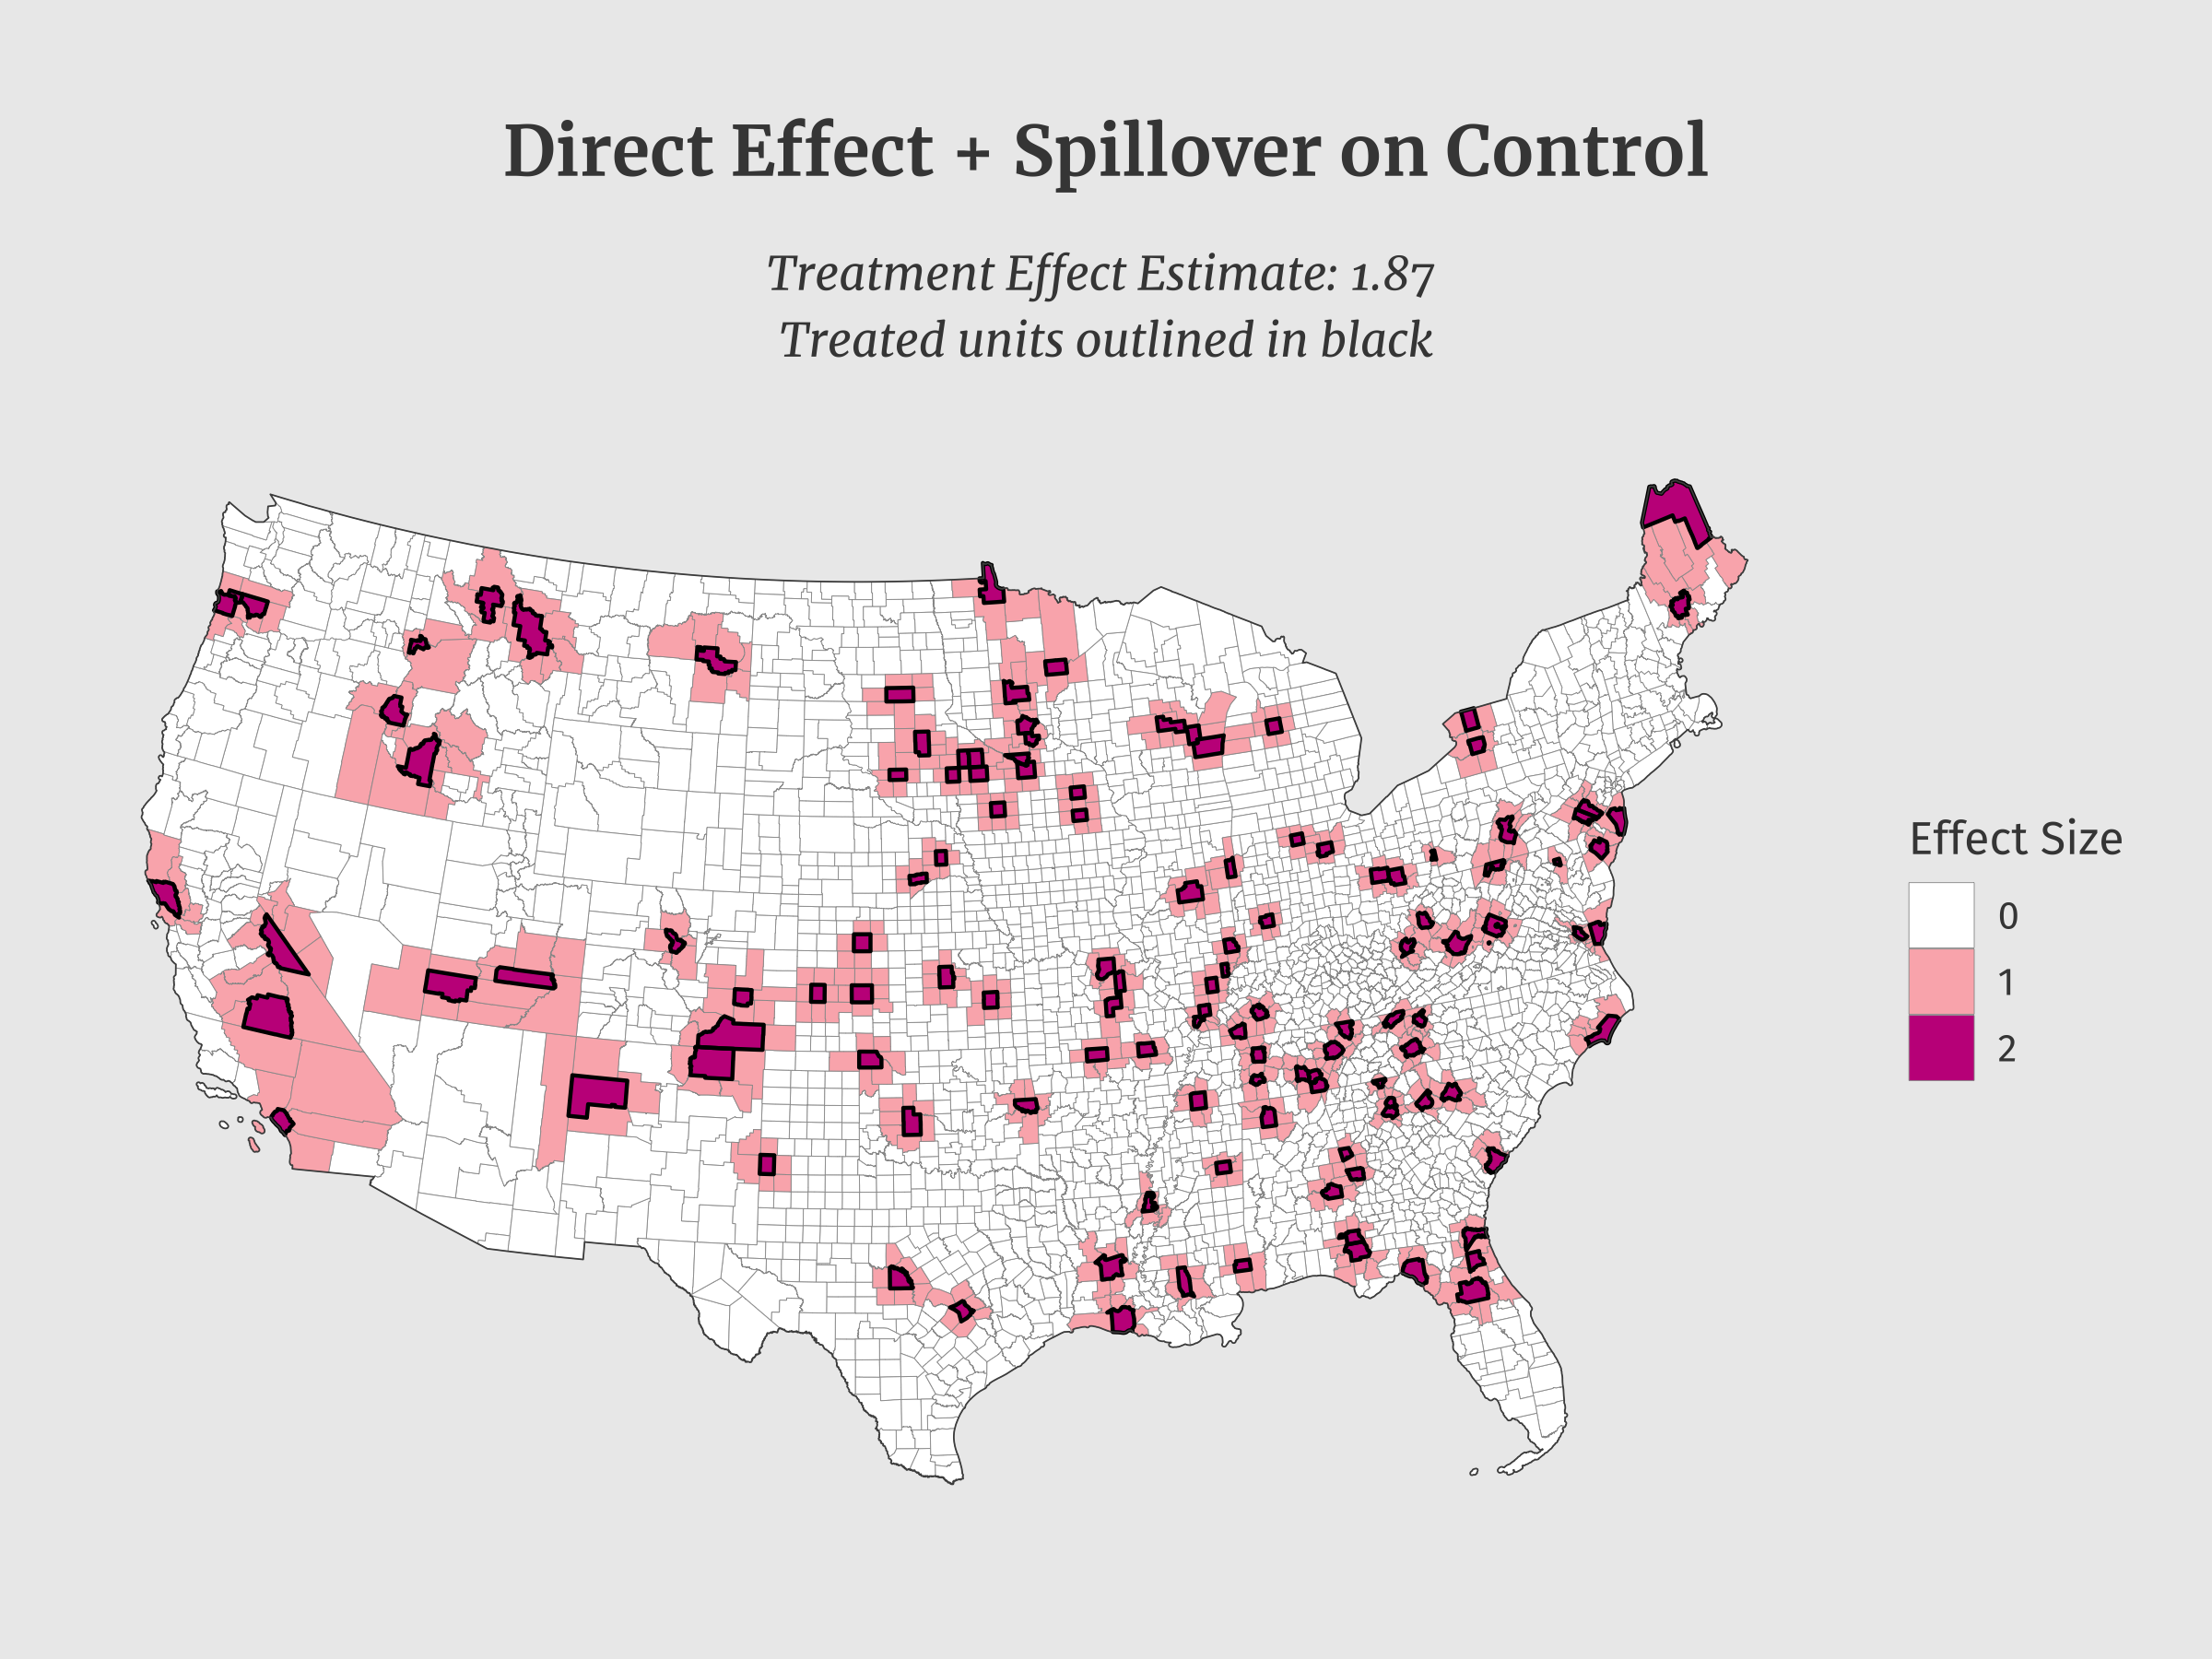 Direct Effect + Spillover on Control
Treatment Effect Estimate: 1.87
Treated units outlined in black
Effect Size
0
1
2